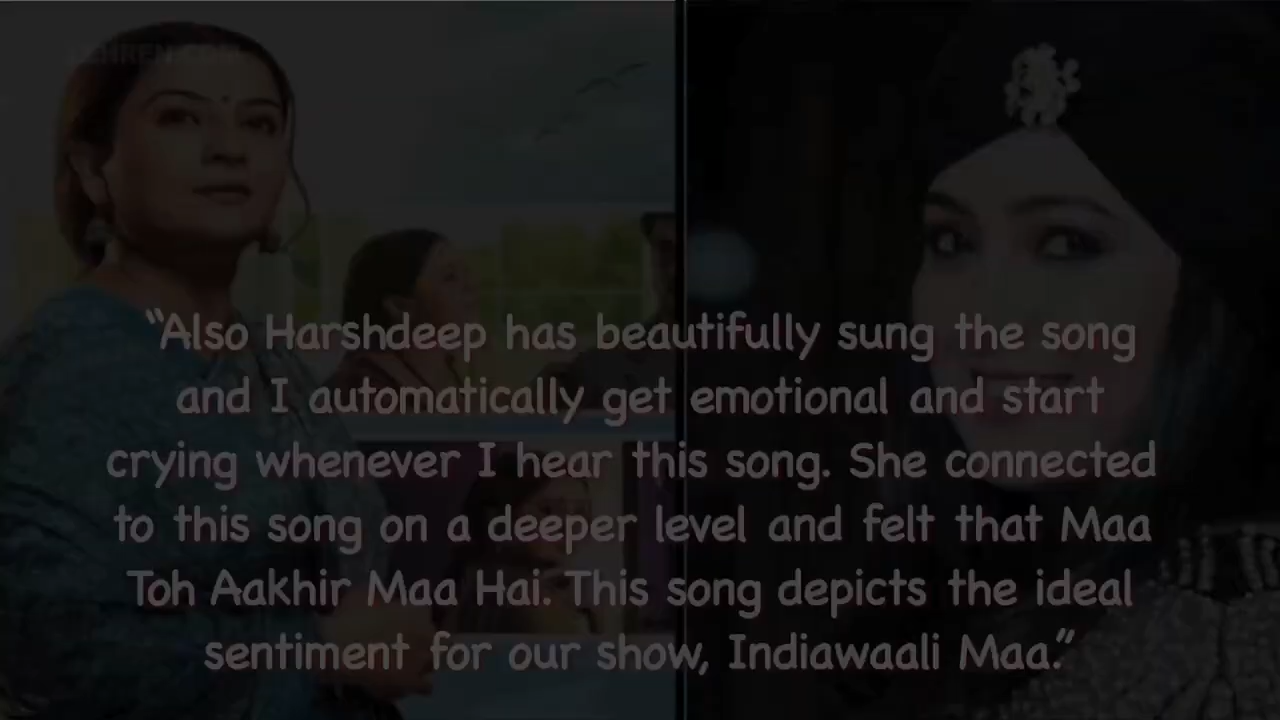 “Also Harshdeep has beautifully sung the song
and I automatically get emotional and start
crying whenever I hear this song. She connected
to this song on a deeper level and felt that Maa
Toh Aakhir Maa Hai. This song depicts the ideal
sentiment for our show, Indiawaali Maa.”